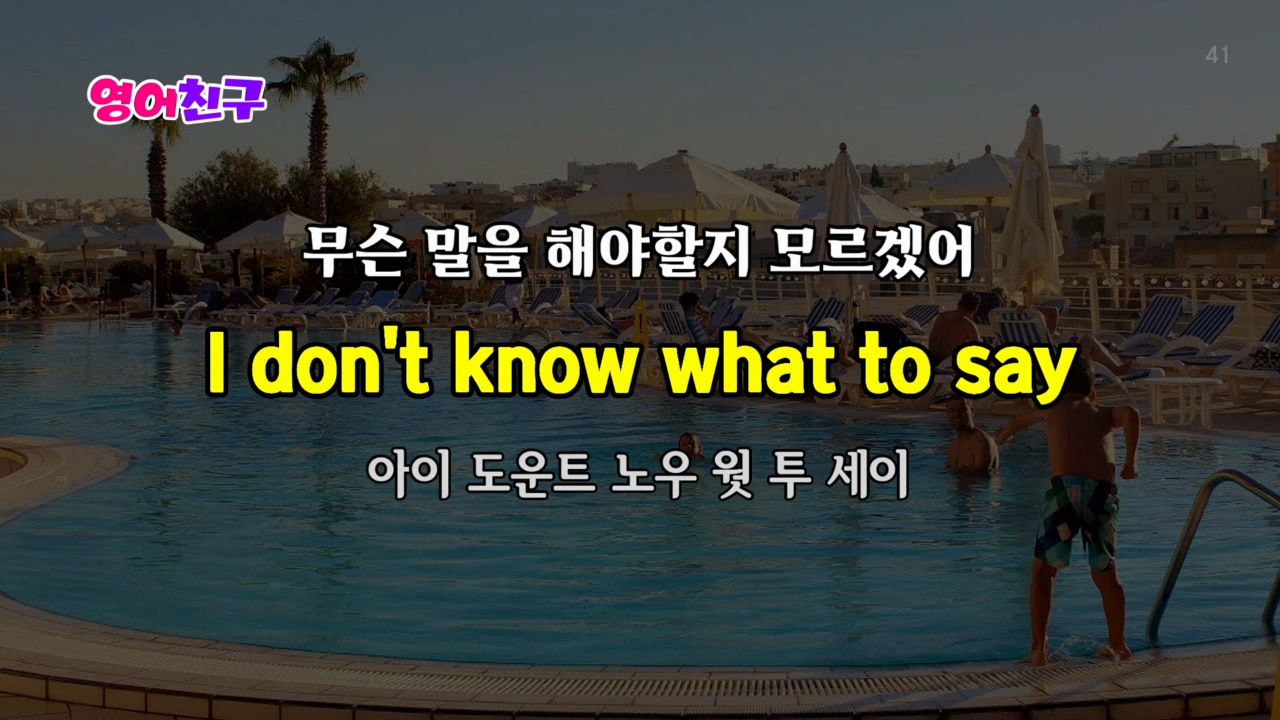 41
영어친구
무슨 말을 해야할지 모르겠어
I don't know what to say
아이 도운트 노우 웟 투 세이